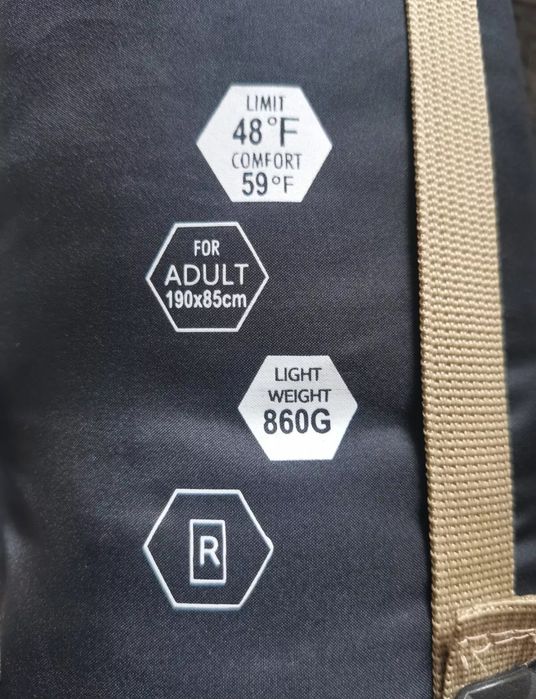 LIMIT
48°F
COMFORT
59°F
FOR
ADULT
190x85cm
LIGHT
WEIGHT
860G
R